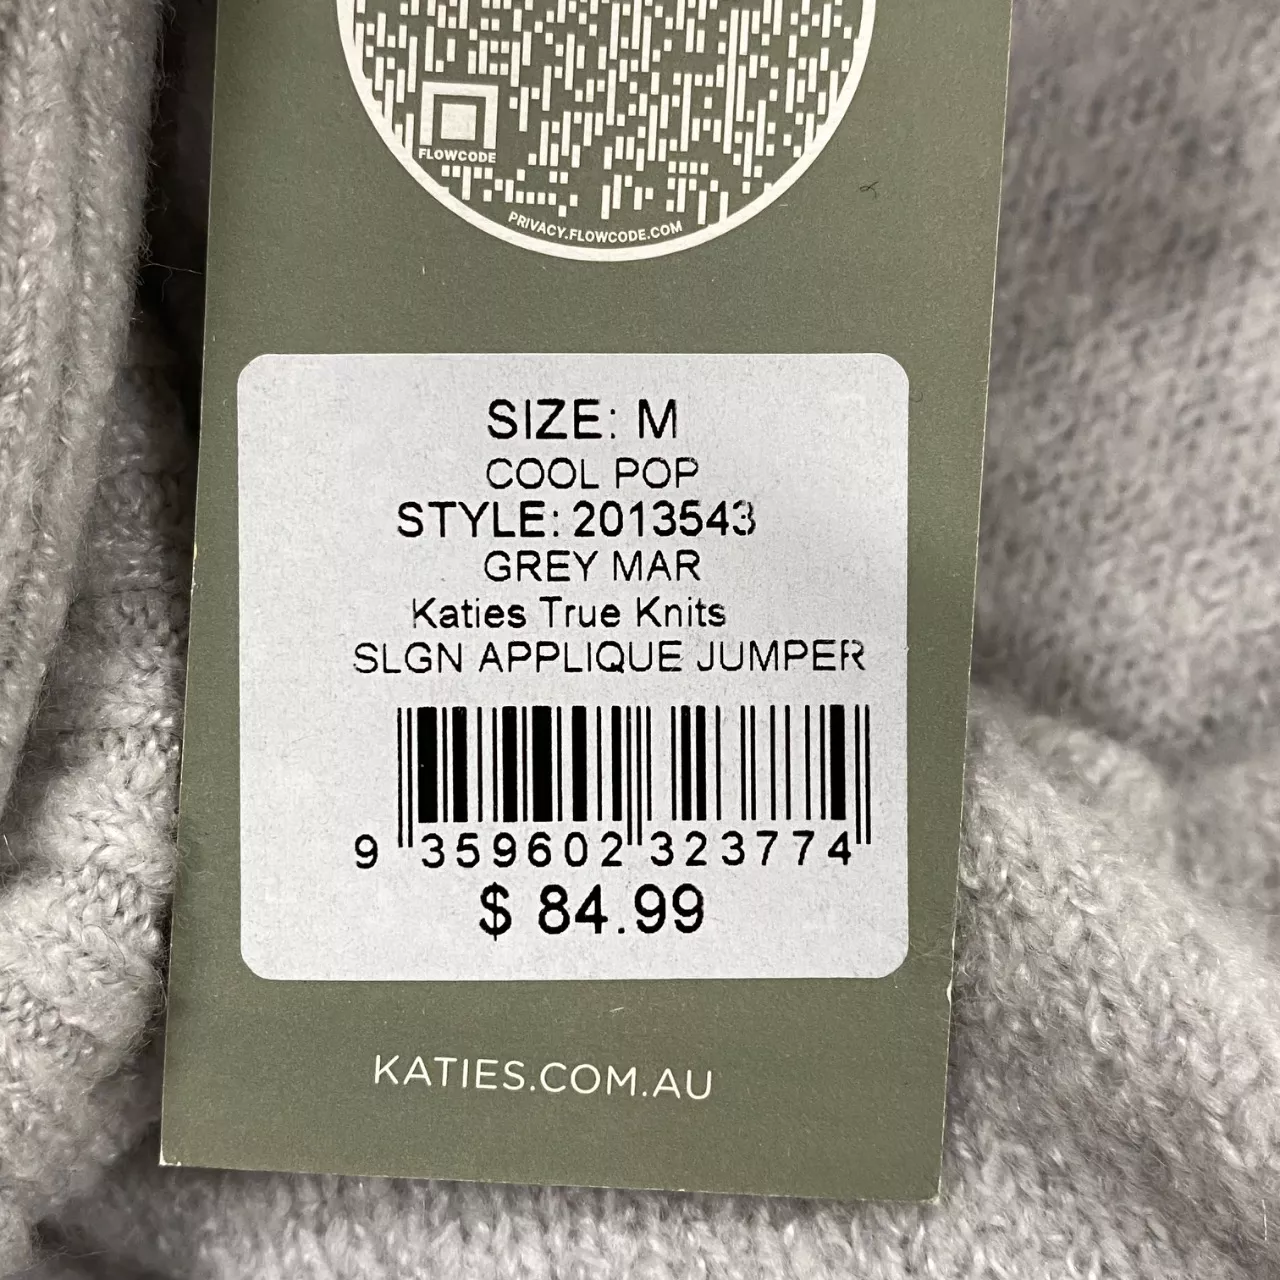 FLOWCODE
PRIVACY.FLOWCODE.COM
SIZE: M
COOL POP
STYLE: 2013543
GREY MAR
Katies True Knits
SLGN APPLIQUE JUMPER
9 359602 323774
$ 84.99
KATIES.COM.AU